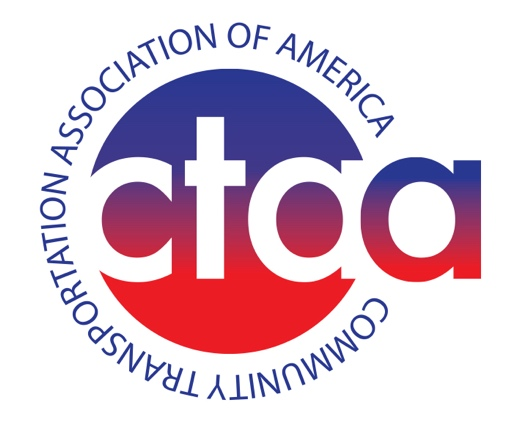 COMMUNITY TRANSPORTATION ASSOCIATION OF AMERICA
ctaa